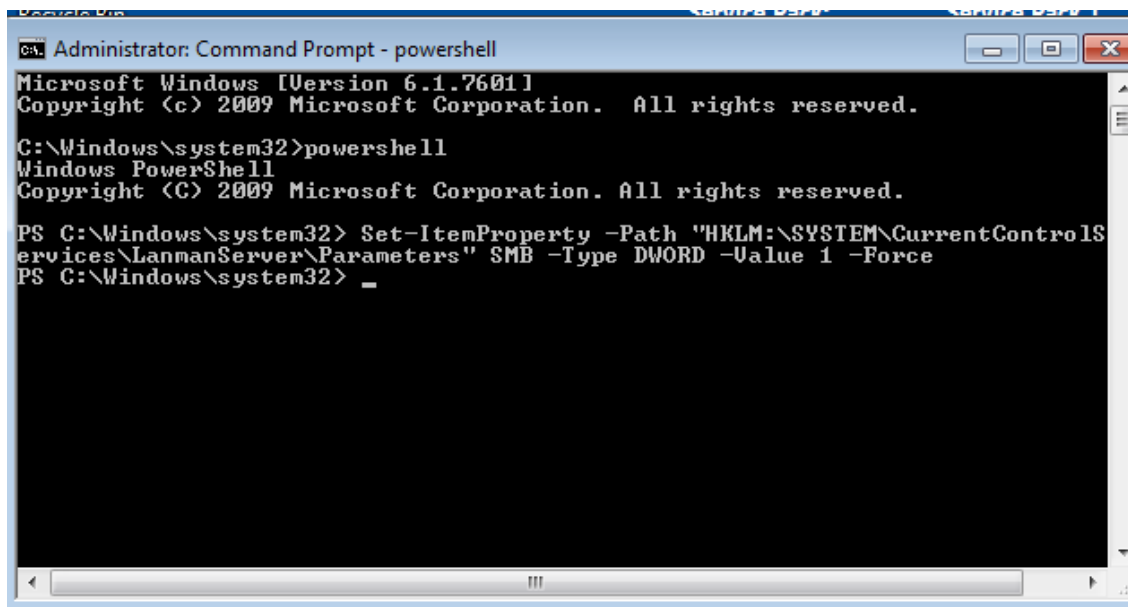 Administrator: Command Prompt - powershell
Microsoft Windows [Version 6.1.7601]
Copyright (c) 2009 Microsoft Corporation.  All rights reserved.
C:\Windows\system32>powershell
Windows PowerShell
Copyright (C) 2009 Microsoft Corporation. All rights reserved.
PS C:\Windows\system32> Set-ItemProperty -Path "HKLM:\SYSTEM\CurrentControlS
ervices\LanmanServer\Parameters" SMB -Type DWORD -Value 1 -Force
PS C:\Windows\system32> _